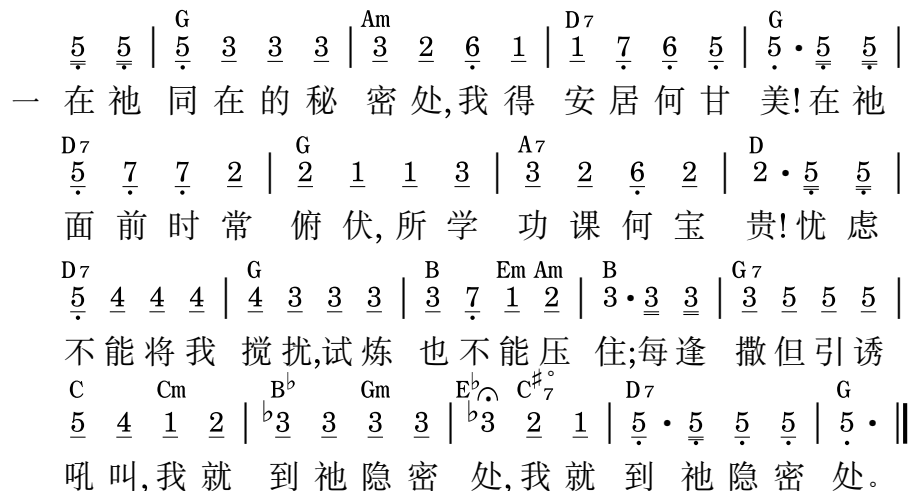 G Am D7 G
5 5 | 5 3 3 3 | 3 2 6 1 | 1 7 6 5 | 5 · 5 5 |
一 在祂 同在的秘 密处,我得 安居何甘 美!在祂
D7 G A7 D
5 7 7 2 | 2 1 1 3 | 3 2 6 2 | 2 · 5 5 |
面前时常 俯伏,所学 功课何宝 贵!忧虑
D7 G B Em Am B G7
5 4 4 4 | 4 3 3 3 | 3 7 1 2 | 3 · 3 3 | 3 5 5 5 |
不能将我 搅扰,试炼 也不能压 住;每逢 撒但引诱
C Cm B♭ Gm E♭ C♯°7 D7 G
5 4 1 2 | ♭3 3 3 3 | ♭3 2 1 | 5 · 5 5 5 | 5 · ‖
吼叫,我就 到祂隐密 处,我就 到祂隐密 处。